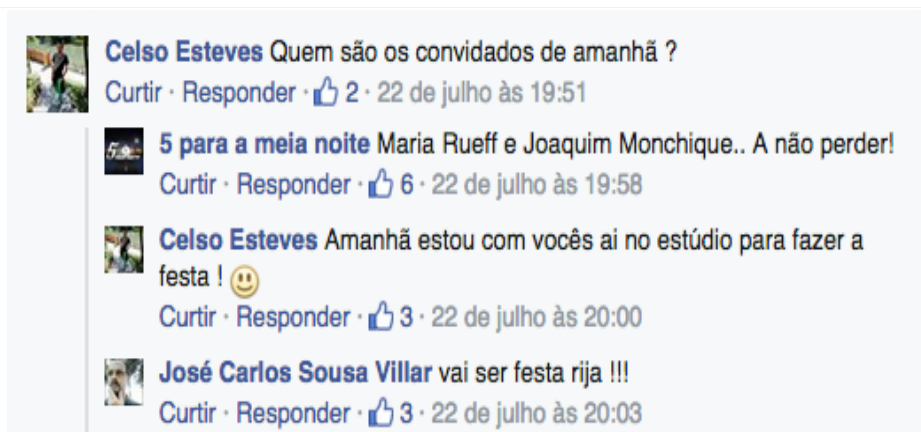 Celso Esteves Quem são os convidados de amanhã ?
Curtir · Responder · 2 · 22 de julho às 19:51
5 para a meia noite Maria Rueff e Joaquim Monchique.. A não perder!
Curtir · Responder · 6 · 22 de julho às 19:58
Celso Esteves Amanhã estou com vocês ai no estúdio para fazer a
festa !
Curtir · Responder · 3 · 22 de julho às 20:00
José Carlos Sousa Villar vai ser festa rija !!!
Curtir · Responder · 3 · 22 de julho às 20:03